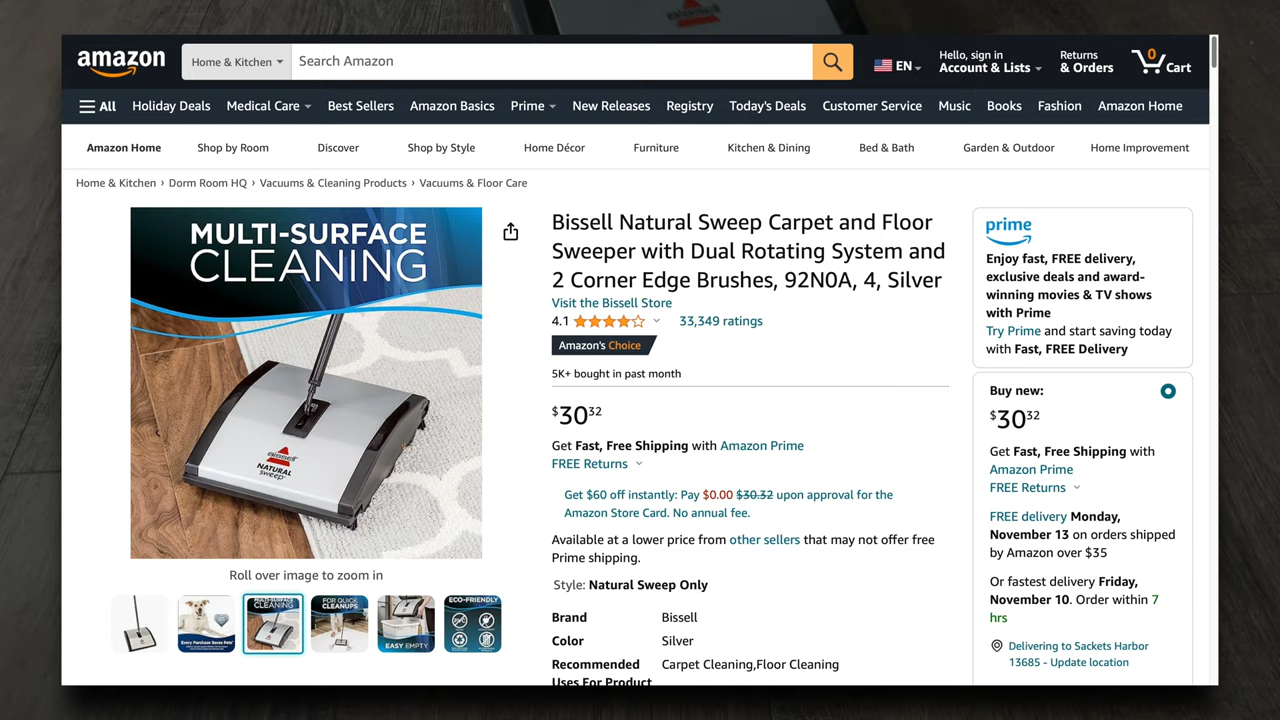 BISSELL
amazon
Home & Kitchen
Search Amazon
EN
Hello, sign in
Account & Lists
Returns
& Orders
0
Cart
All
Holiday Deals
Medical Care
Best Sellers
Amazon Basics
Prime
New Releases
Registry
Today's Deals
Customer Service
Music
Books
Fashion
Amazon Home
Amazon Home
Shop by Room
Discover
Shop by Style
Home Décor
Furniture
Kitchen & Dining
Bed & Bath
Garden & Outdoor
Home Improvement
Home & Kitchen › Dorm Room HQ › Vacuums & Cleaning Products › Vacuums & Floor Care
MULTI-SURFACE
CLEANING
BISSELL
NATURAL
sweep
Roll over image to zoom in
Every Purchase Saves Pets
MULTI-SURFACE
CLEANING
FOR QUICK
CLEANUPS
EASY EMPTY
ECO-FRIENDLY
Bissell Natural Sweep Carpet and Floor
Sweeper with Dual Rotating System and
2 Corner Edge Brushes, 92N0A, 4, Silver
Visit the Bissell Store
4.1
33,349 ratings
Amazon's Choice
5K+ bought in past month
$30 32
Get Fast, Free Shipping with Amazon Prime
FREE Returns
Get $60 off instantly: Pay $0.00 $30.32 upon approval for the
Amazon Store Card. No annual fee.
Available at a lower price from other sellers that may not offer free
Prime shipping.
Style: Natural Sweep Only
Brand Bissell
Color Silver
Recommended Carpet Cleaning,Floor Cleaning
Uses For Product
prime
Enjoy fast, FREE delivery,
exclusive deals and award-
winning movies & TV shows
with Prime
Try Prime and start saving today
with Fast, FREE Delivery
Buy new:
$30 32
Get Fast, Free Shipping with
Amazon Prime
FREE Returns
FREE delivery Monday,
November 13 on orders shipped
by Amazon over $35
Or fastest delivery Friday,
November 10. Order within 7
hrs
Delivering to Sackets Harbor
13685 - Update location